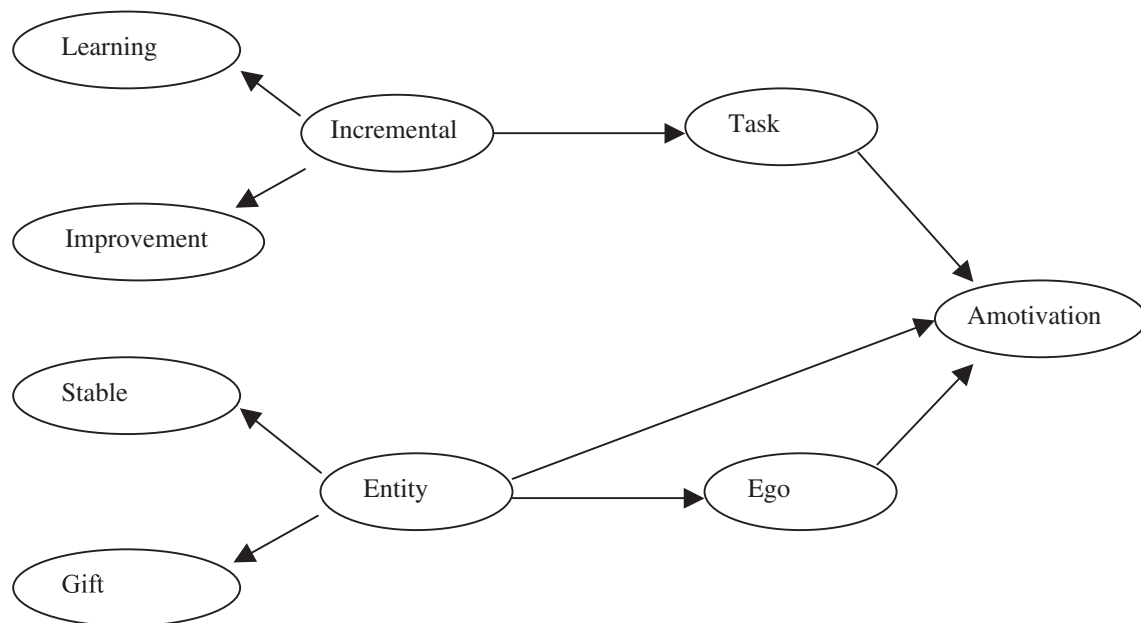 Learning
Incremental
Task
Improvement
Amotivation
Stable
Entity
Ego
Gift